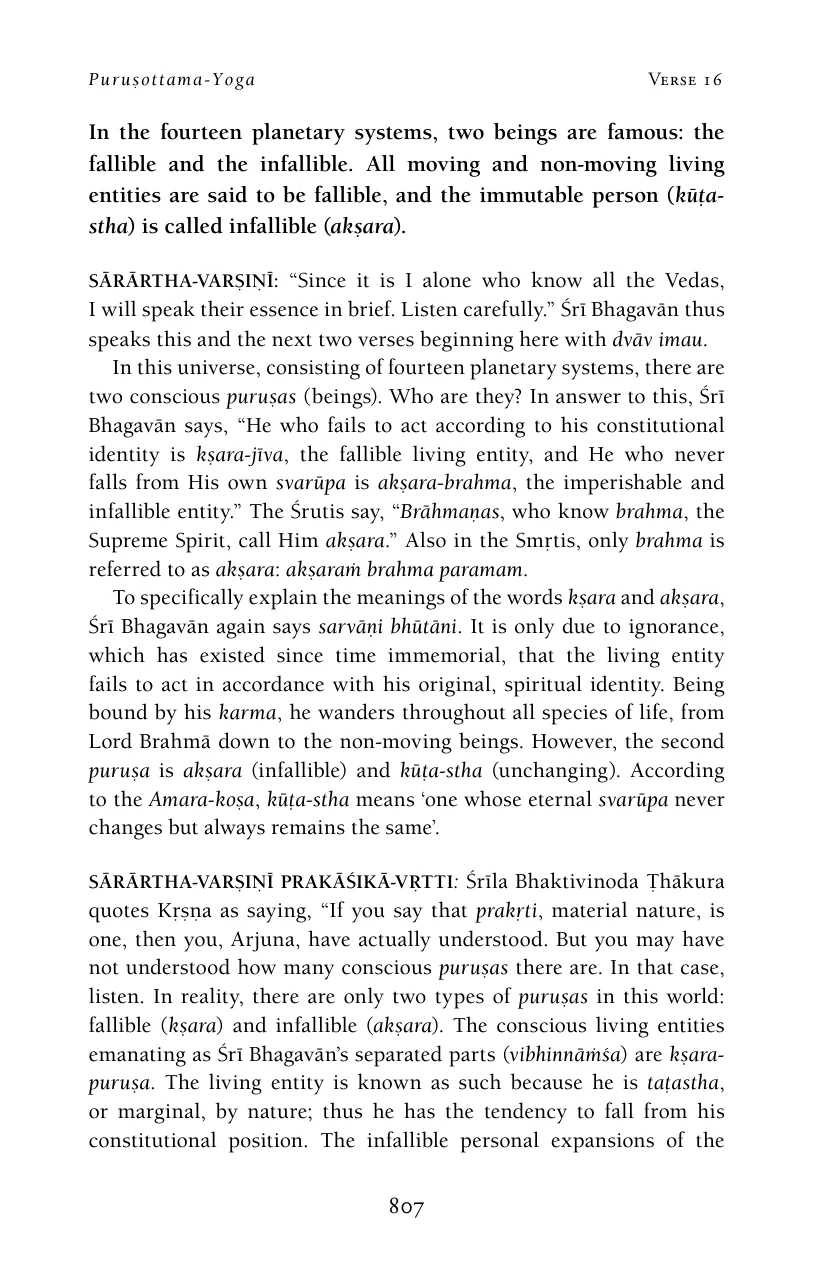 Puruṣottama-Yoga
Verse 16
In the fourteen planetary systems, two beings are famous: the
fallible and the infallible. All moving and non-moving living
entities are said to be fallible, and the immutable person (kūṭa-
stha) is called infallible (akṣara).
SĀRĀRTHA-VARṢIṆĪ: “Since it is I alone who know all the Vedas,
I will speak their essence in brief. Listen carefully.” Śrī Bhagavān thus
speaks this and the next two verses beginning here with dvāv imau.
In this universe, consisting of fourteen planetary systems, there are
two conscious puruṣas (beings). Who are they? In answer to this, Śrī
Bhagavān says, “He who fails to act according to his constitutional
identity is kṣara-jīva, the fallible living entity, and He who never
falls from His own svarūpa is akṣara-brahma, the imperishable and
infallible entity.” The Śrutis say, “Brāhmaṇas, who know brahma, the
Supreme Spirit, call Him akṣara.” Also in the Smṛtis, only brahma is
referred to as akṣara: akṣaraṁ brahma paramam.
To specifically explain the meanings of the words kṣara and akṣara,
Śrī Bhagavān again says sarvāṇi bhūtāni. It is only due to ignorance,
which has existed since time immemorial, that the living entity
fails to act in accordance with his original, spiritual identity. Being
bound by his karma, he wanders throughout all species of life, from
Lord Brahmā down to the non-moving beings. However, the second
puruṣa is akṣara (infallible) and kūṭa-stha (unchanging). According
to the Amara-koṣa, kūṭa-stha means ‘one whose eternal svarūpa never
changes but always remains the same’.
SĀRĀRTHA-VARṢIṆĪ PRAKĀŚIKĀ-VṚTTI: Śrīla Bhaktivinoda Ṭhākura
quotes Kṛṣṇa as saying, “If you say that prakṛti, material nature, is
one, then you, Arjuna, have actually understood. But you may have
not understood how many conscious puruṣas there are. In that case,
listen. In reality, there are only two types of puruṣas in this world:
fallible (kṣara) and infallible (akṣara). The conscious living entities
emanating as Śrī Bhagavān’s separated parts (vibhinnāṁśa) are kṣara-
puruṣa. The living entity is known as such because he is taṭastha,
or marginal, by nature; thus he has the tendency to fall from his
constitutional position. The infallible personal expansions of the
807